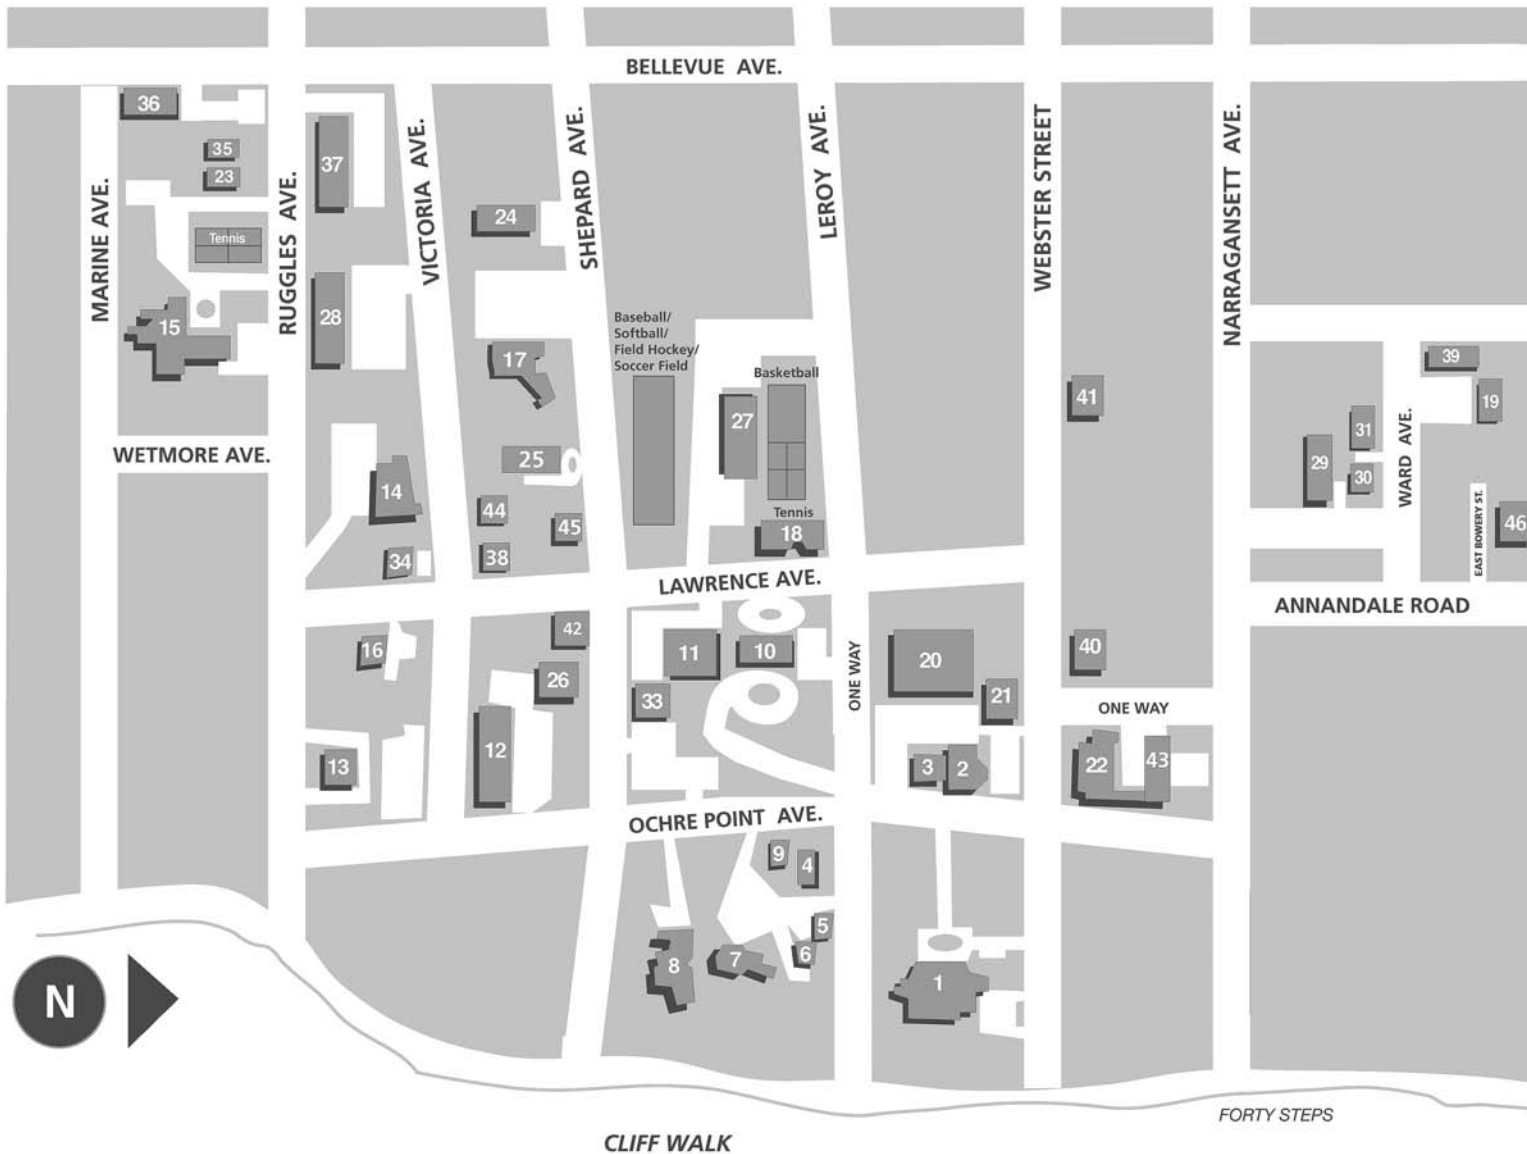 BELLEVUE AVE.
36
35
23
37
24
Tennis
MARINE AVE.
RUGGLES AVE.
VICTORIA AVE.
SHEPARD AVE.
LEROY AVE.
WEBSTER STREET
NARRAGANSETT AVE.
15
28
17
Baseball/
Softball/
Field Hockey/
Soccer Field
Basketball
27
41
39
19
31
29
30
WARD AVE.
EAST BOWERY ST.
46
WETMORE AVE.
25
14
44
45
Tennis
18
34
38
LAWRENCE AVE.
ANNANDALE ROAD
16
42
11
10
20
40
26
33
ONE WAY
21
ONE WAY
13
12
3
2
22
43
OCHRE POINT AVE.
9
4
5
6
8
7
1
N
FORTY STEPS
CLIFF WALK